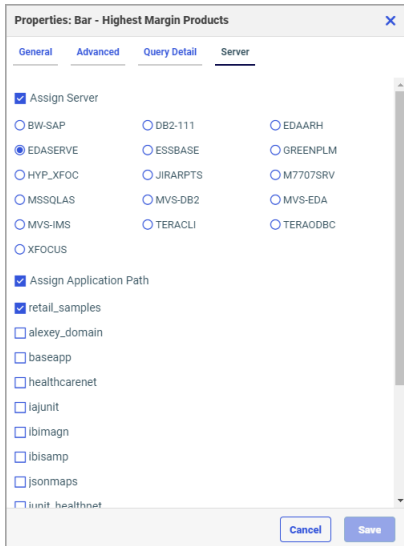 Properties: Bar - Highest Margin Products
General Advanced Query Detail Server
Assign Server
BW-SAP DB2-111 EDAARH
EDASERVE ESSBASE GREENPLM
HYP_XFOC JIRARPTS M7707SRV
MSSQLAS MVS-DB2 MVS-EDA
MVS-IMS TERACLI TERAODBC
XFOCUS
Assign Application Path
retail_samples
alexey_domain
baseapp
healthcarenet
iajunit
ibimagn
ibisamp
jsonmaps
junit_healthnet
Cancel Save